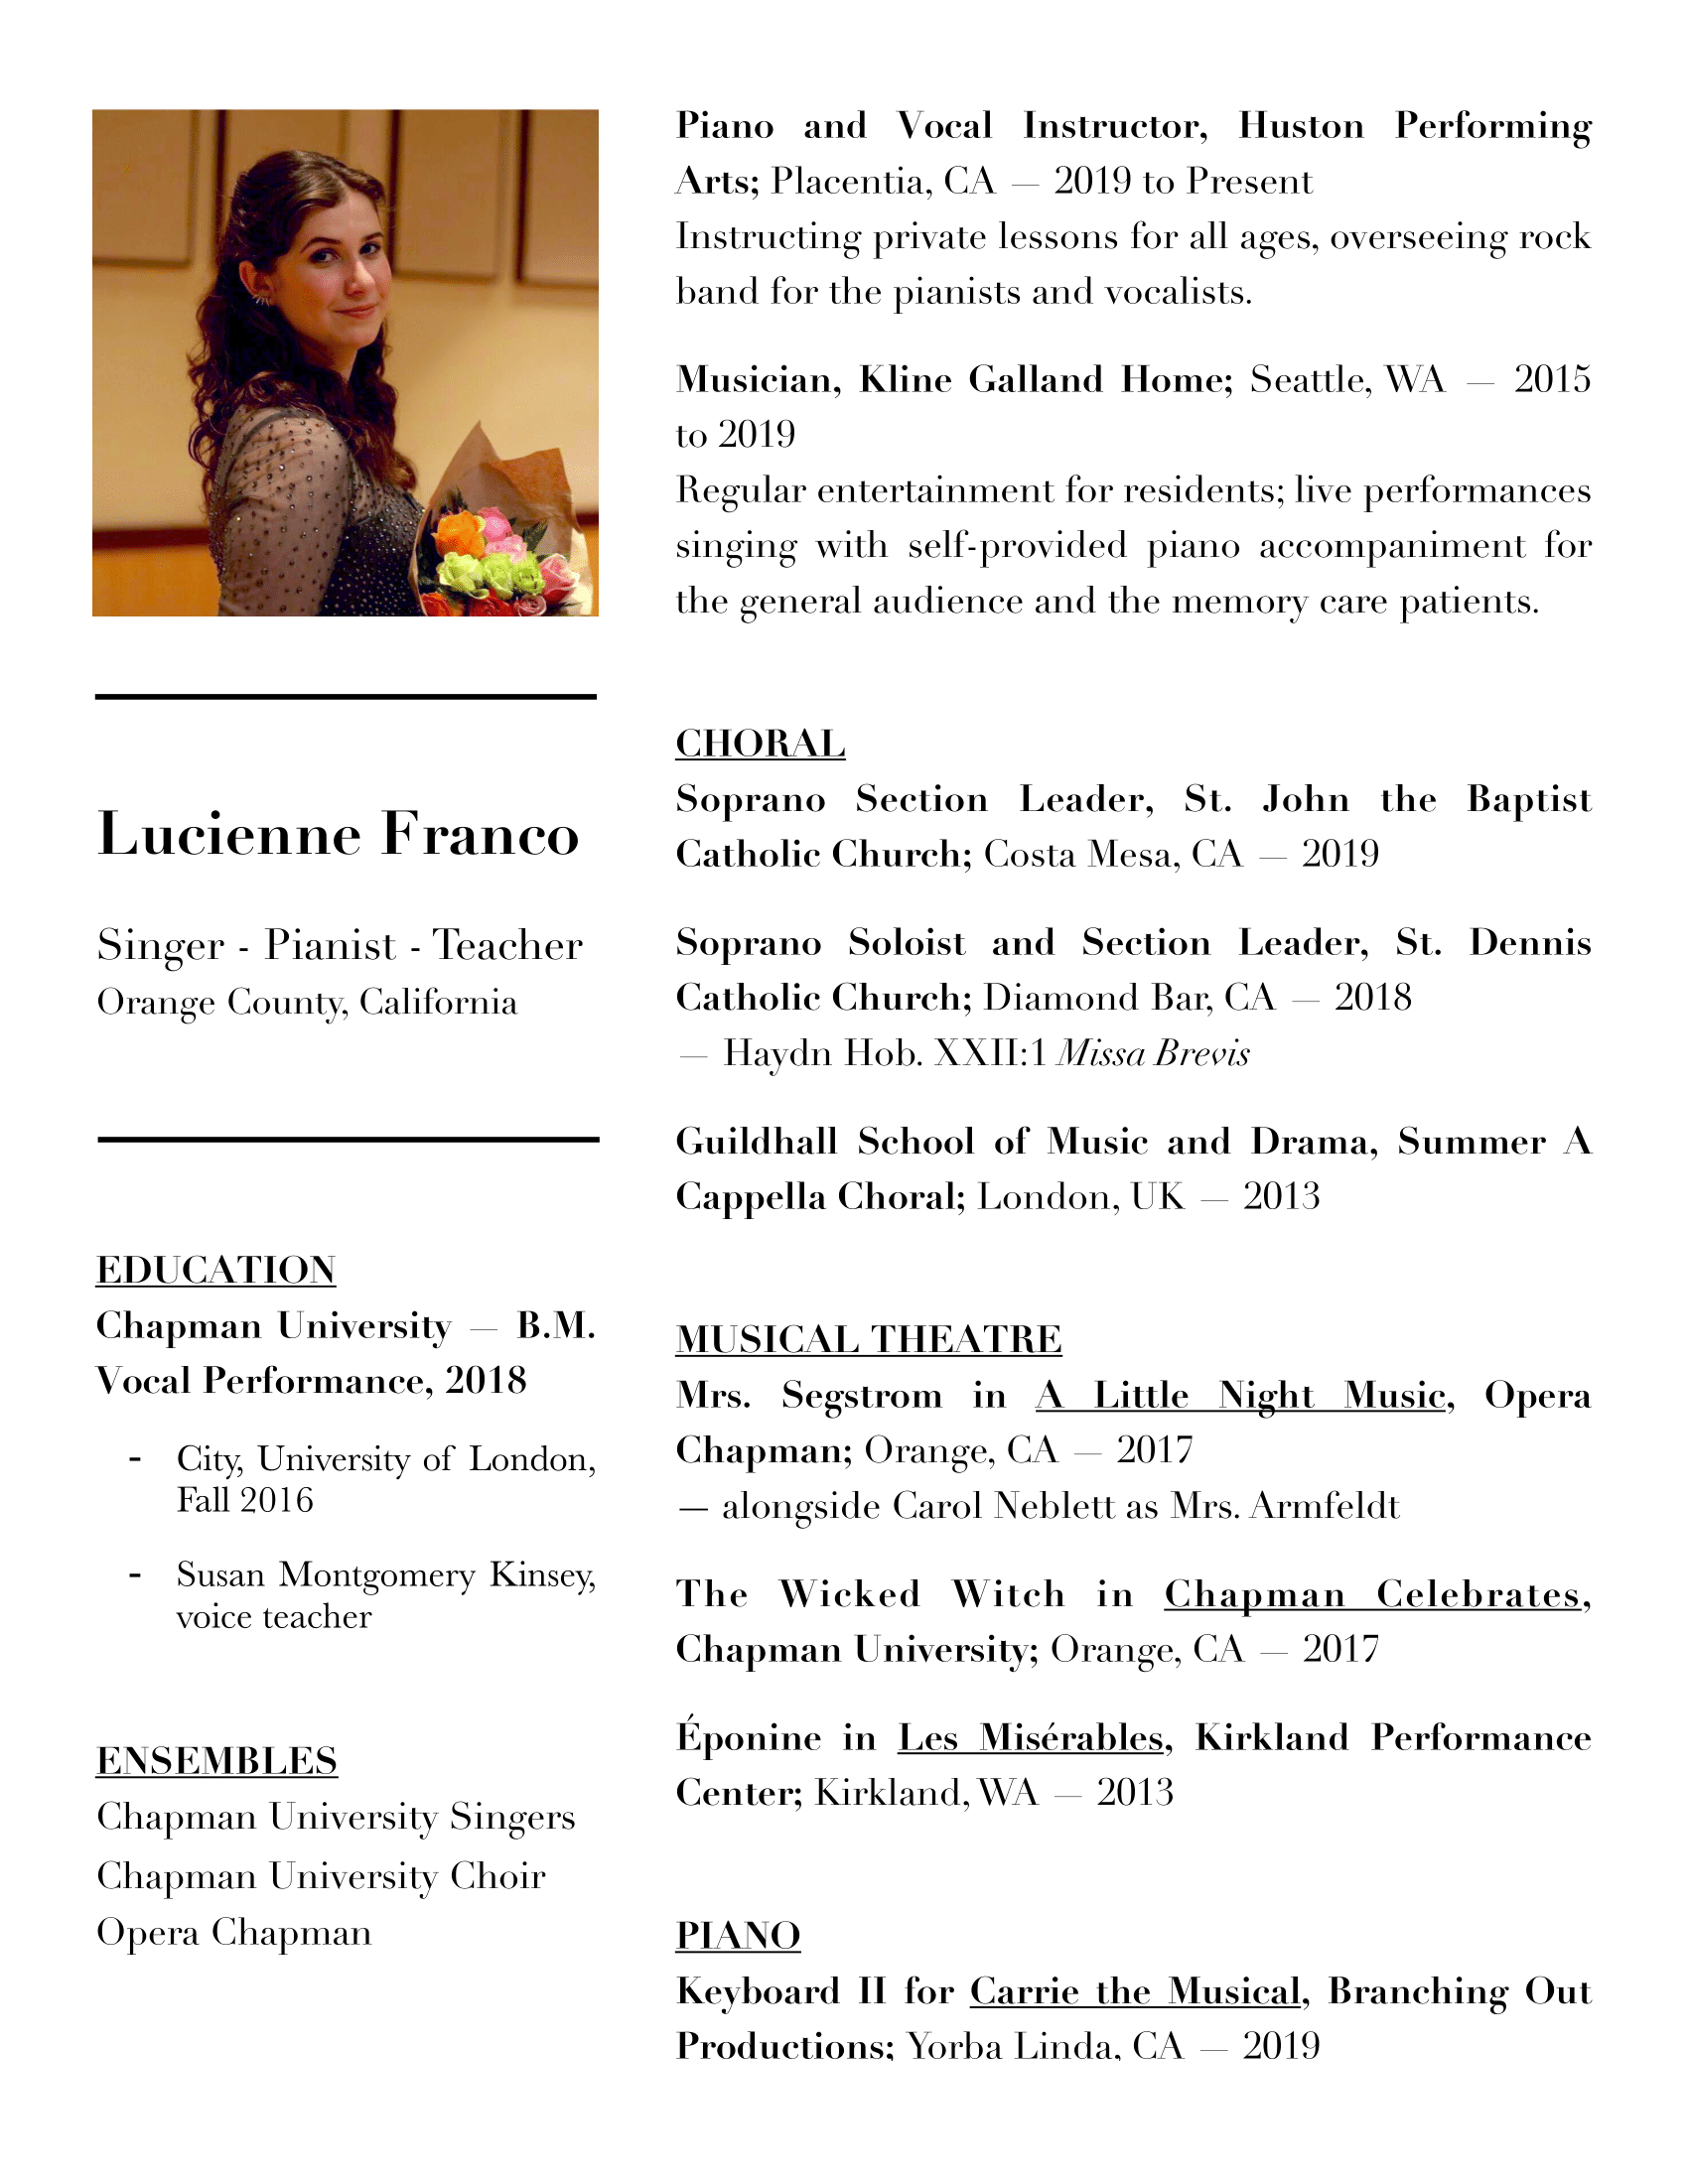 Lucienne Franco
Singer - Pianist - Teacher
Orange County, California
EDUCATION
Chapman University — B.M.
Vocal Performance, 2018
- City, University of London,
Fall 2016
- Susan Montgomery Kinsey,
voice teacher
ENSEMBLES
Chapman University Singers
Chapman University Choir
Opera Chapman
Piano and Vocal Instructor, Huston Performing
Arts; Placentia, CA — 2019 to Present
Instructing private lessons for all ages, overseeing rock
band for the pianists and vocalists.
Musician, Kline Galland Home; Seattle, WA — 2015
to 2019
Regular entertainment for residents; live performances
singing with self-provided piano accompaniment for
the general audience and the memory care patients.
CHORAL
Soprano Section Leader, St. John the Baptist
Catholic Church; Costa Mesa, CA — 2019
Soprano Soloist and Section Leader, St. Dennis
Catholic Church; Diamond Bar, CA — 2018
— Haydn Hob. XXII:1 Missa Brevis
Guildhall School of Music and Drama, Summer A
Cappella Choral; London, UK — 2013
MUSICAL THEATRE
Mrs. Segstrom in A Little Night Music, Opera
Chapman; Orange, CA — 2017
— alongside Carol Neblett as Mrs. Armfeldt
The Wicked Witch in Chapman Celebrates,
Chapman University; Orange, CA — 2017
Éponine in Les Misérables, Kirkland Performance
Center; Kirkland, WA — 2013
PIANO
Keyboard II for Carrie the Musical, Branching Out
Productions; Yorba Linda, CA — 2019